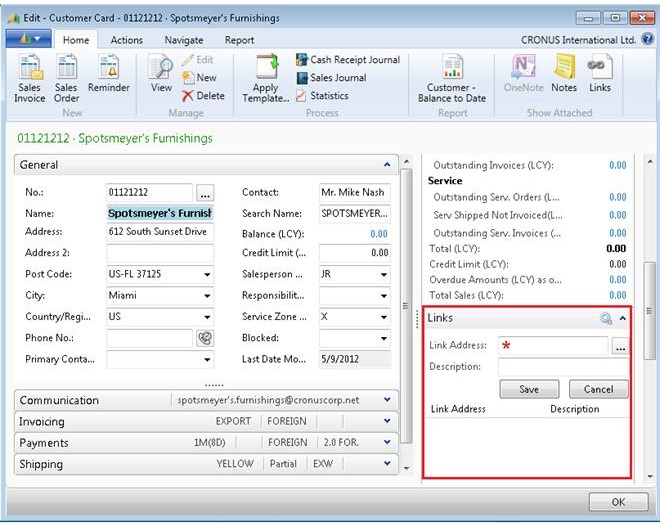 Edit - Customer Card - 01121212 · Spotsmeyer's Furnishings
Home Actions Navigate Report CRONUS International Ltd.
Sales Invoice
Sales Order
Reminder
New
View
Edit
New
Delete
Manage
Apply Template...
Cash Receipt Journal
Sales Journal
Statistics
Process
Customer - Balance to Date
Report
OneNote
Notes
Links
Show Attached
01121212 · Spotsmeyer's Furnishings
General
No.: 01121212 ...
Name: Spotsmeyer's Furnish
Address: 612 South Sunset Drive
Address 2:
Post Code: US-FL 37125
City: Miami
Country/Regi... US
Phone No.:
Primary Conta...
Contact: Mr. Mike Nash
Search Name: SPOTSMEYER...
Balance (LCY): 0.00
Credit Limit (... 0.00
Salesperson ... JR
Responsibilit...
Service Zone ... X
Blocked:
Last Date Mo... 5/9/2012
Communication spotsmeyer's.furnishings@cronuscorp.net
Invoicing EXPORT FOREIGN
Payments 1M(8D) FOREIGN 2.0 FOR.
Shipping YELLOW Partial EXW
Outstanding Invoices (LCY): 0.00
Service
Outstanding Serv. Orders (L... 0.00
Serv Shipped Not Invoiced(L... 0.00
Outstanding Serv. Invoices (... 0.00
Total (LCY): 0.00
Credit Limit (LCY): 0.00
Overdue Amounts (LCY) as o... 0.00
Total Sales (LCY): 0.00
Links
Link Address: * ...
Description:
Save Cancel
Link Address Description
OK